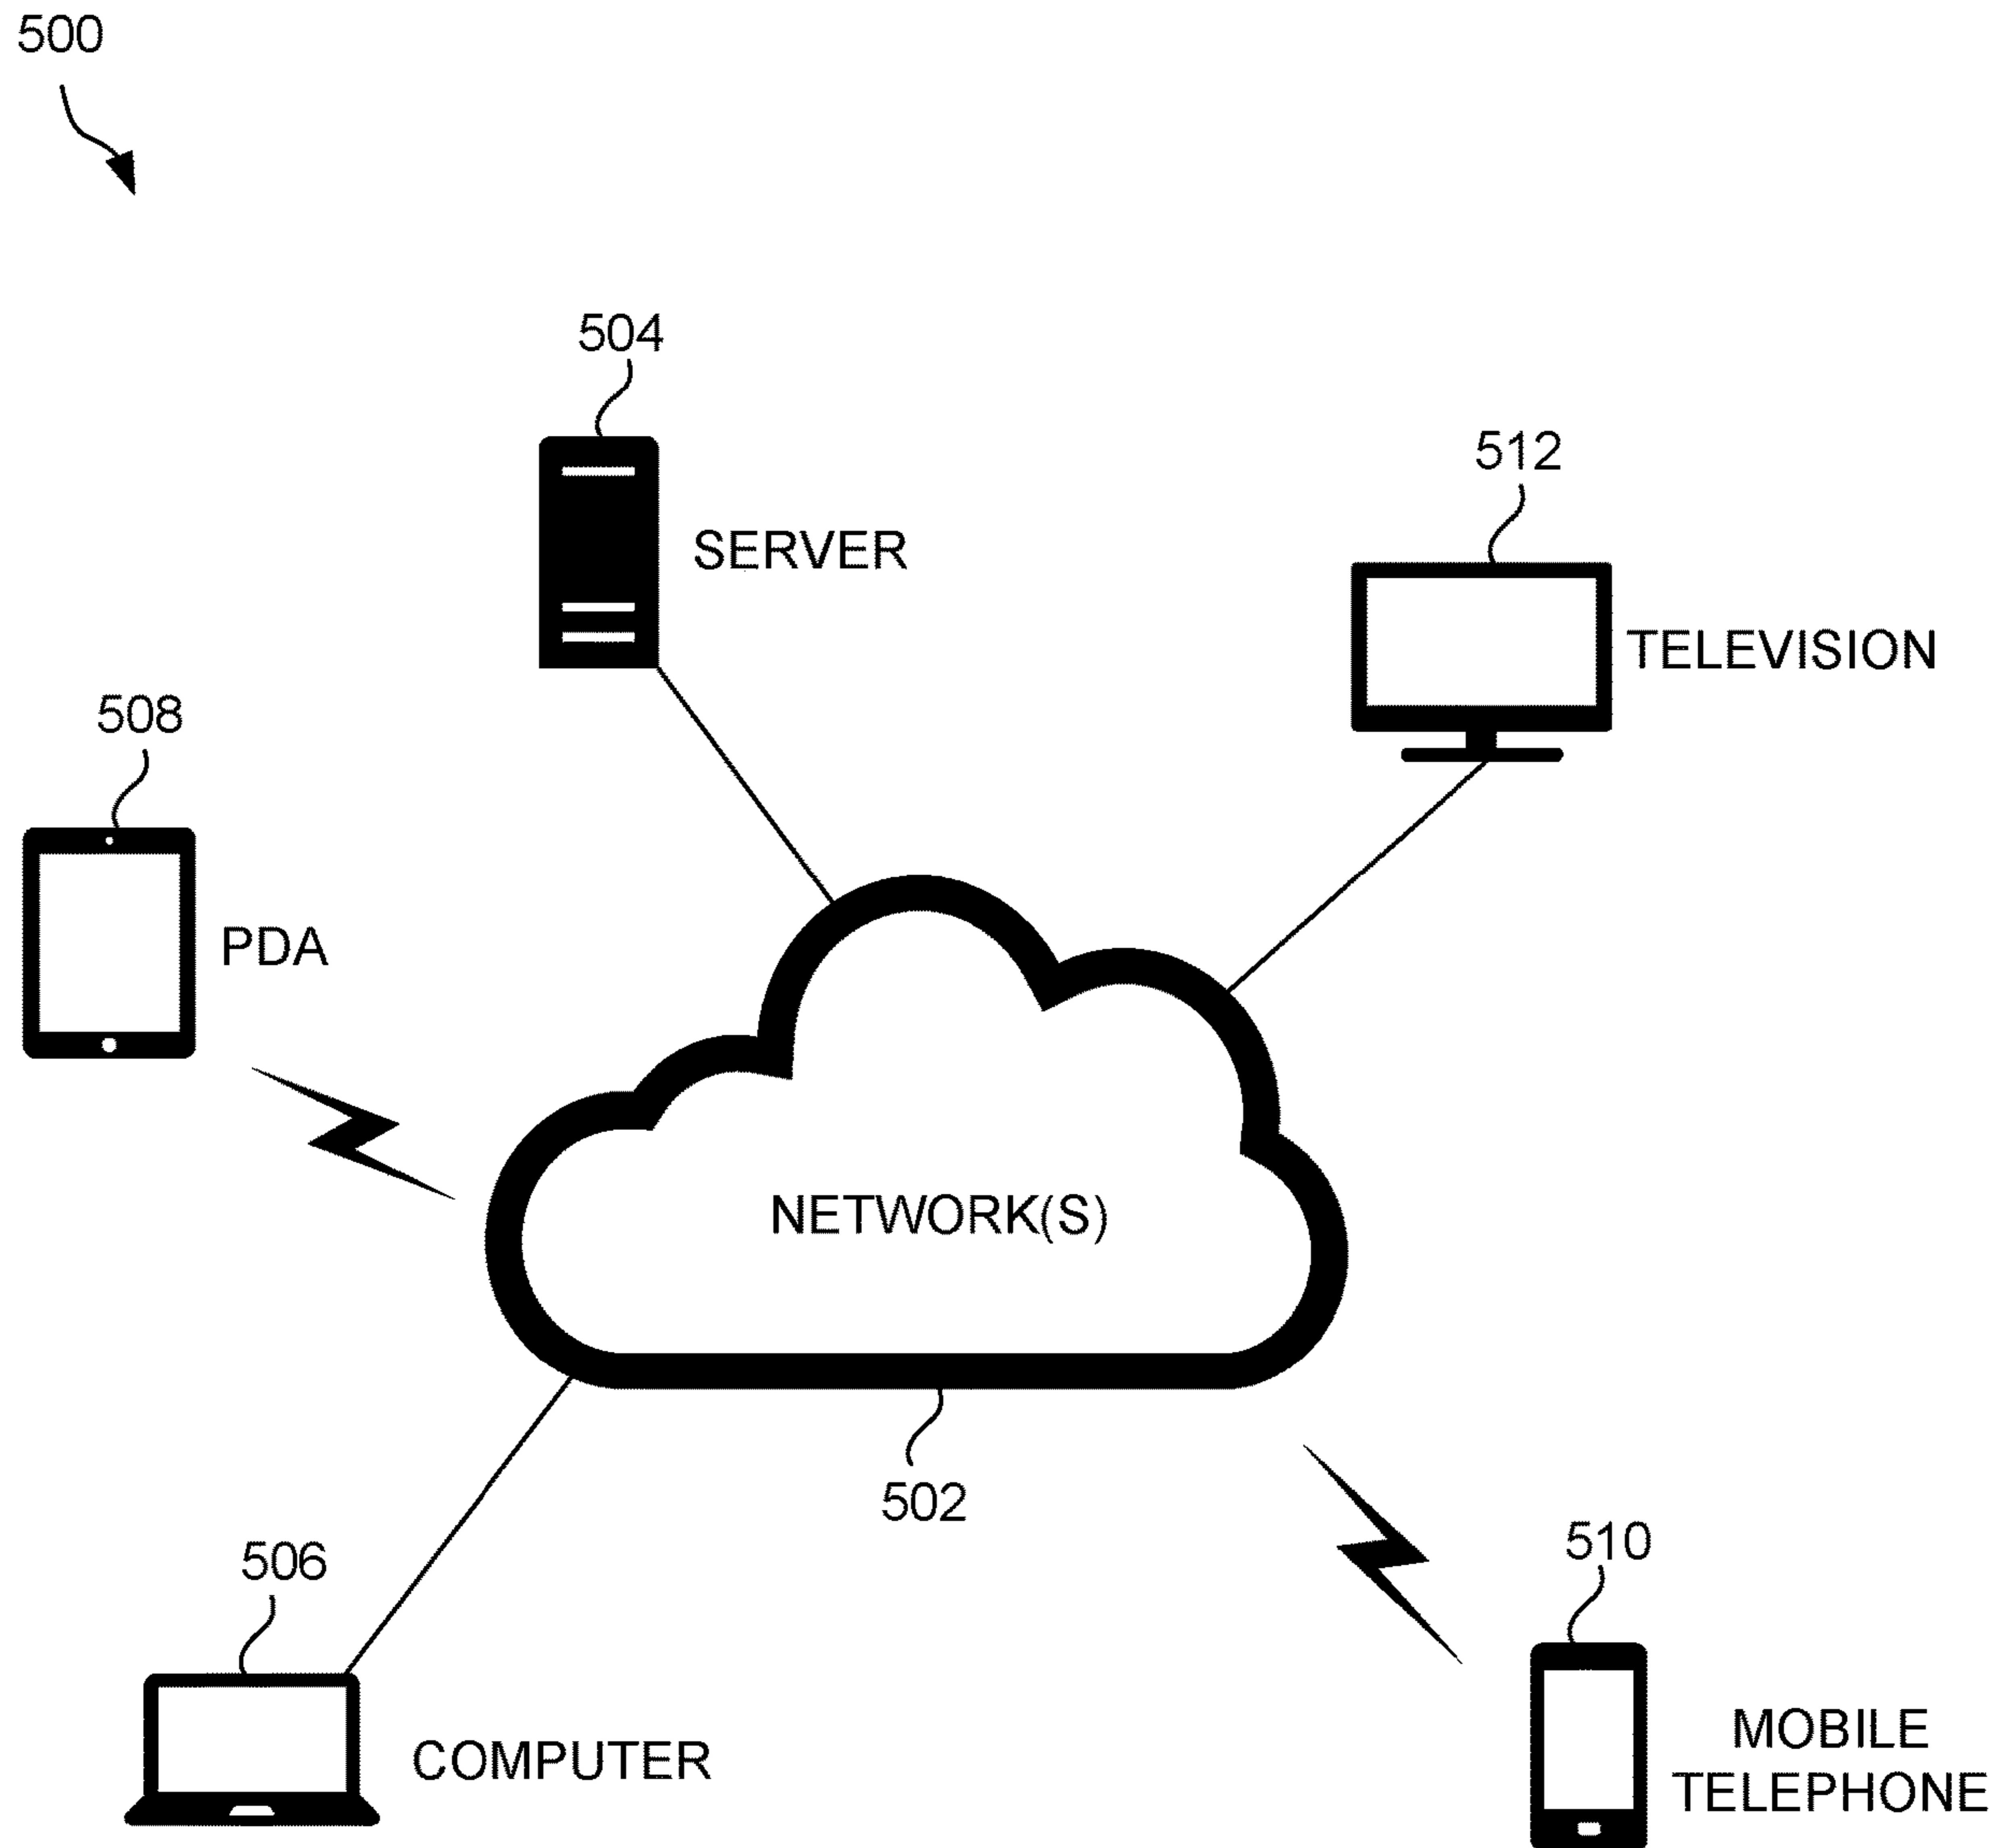 500
504
SERVER
512
TELEVISION
508
PDA
NETWORK(S)
502
506
COMPUTER
510
MOBILE
TELEPHONE